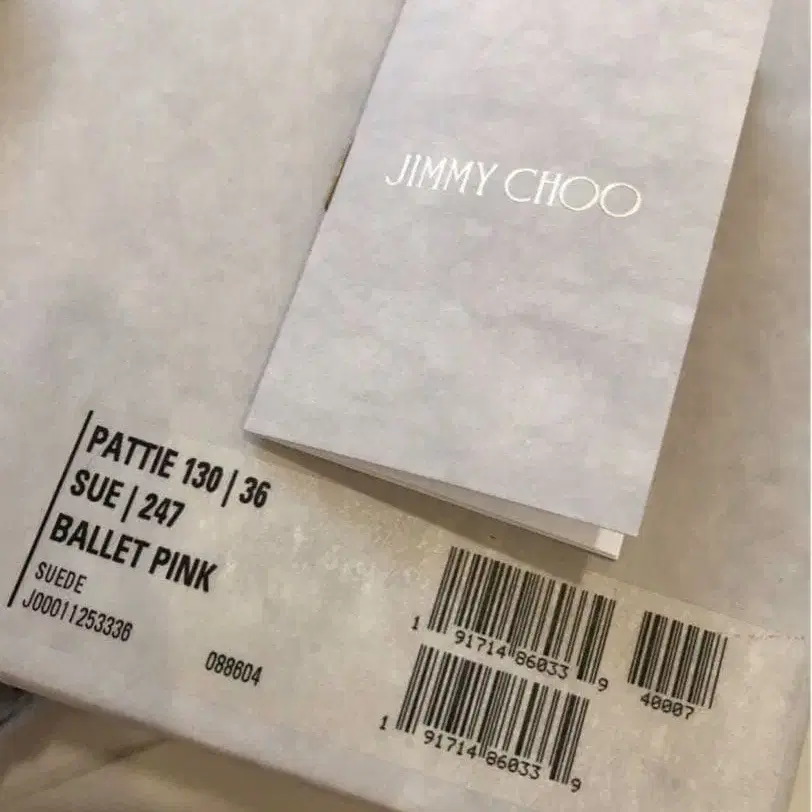 JIMMY CHOO
PATTIE 130 | 36
SUE | 247
BALLET PINK
SUEDE
J00011253336
088604
1 91714 86033 9
40007
1 91714 86033 9